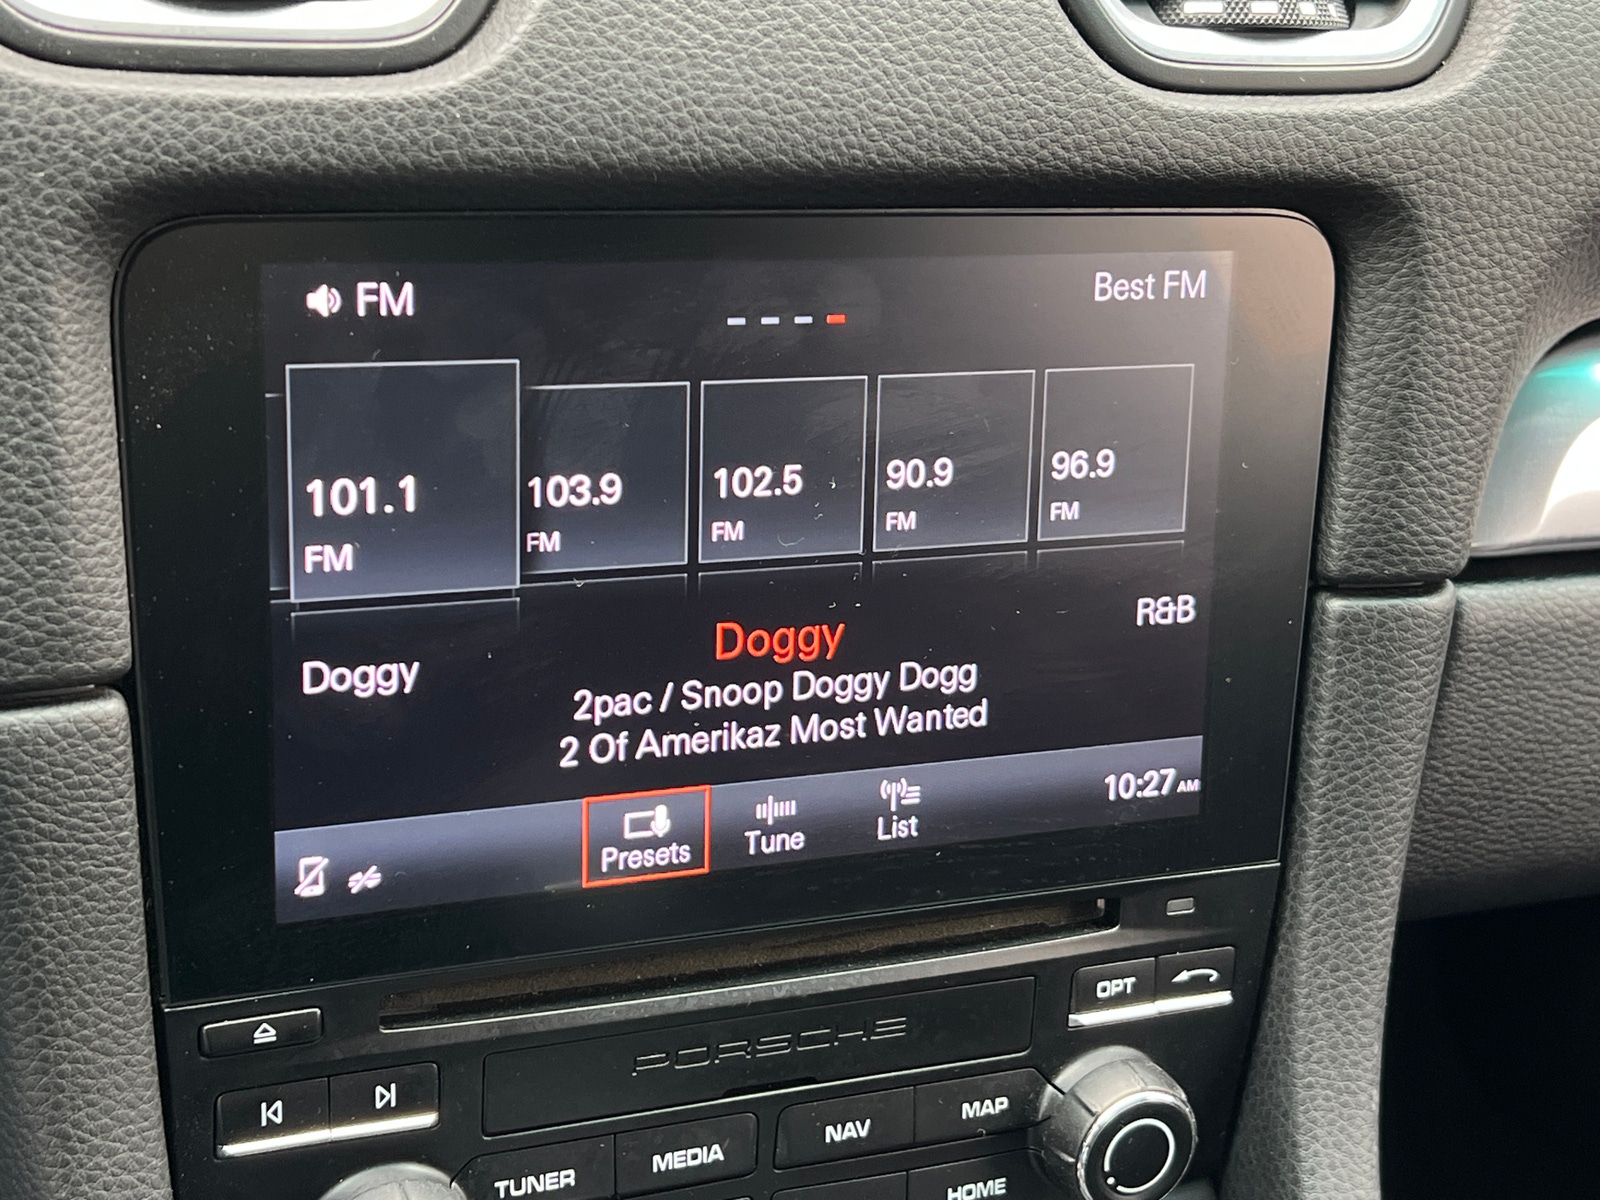 FM
Best FM
101.1
FM
103.9
FM
102.5
FM
90.9
FM
96.9
FM
Doggy
Doggy
R&B
2pac / Snoop Doggy Dogg
2 Of Amerikaz Most Wanted
Presets
Tune
List
10:27 AM
OPT
PORSCHE
NAV
MAP
TUNER
MEDIA
HOME